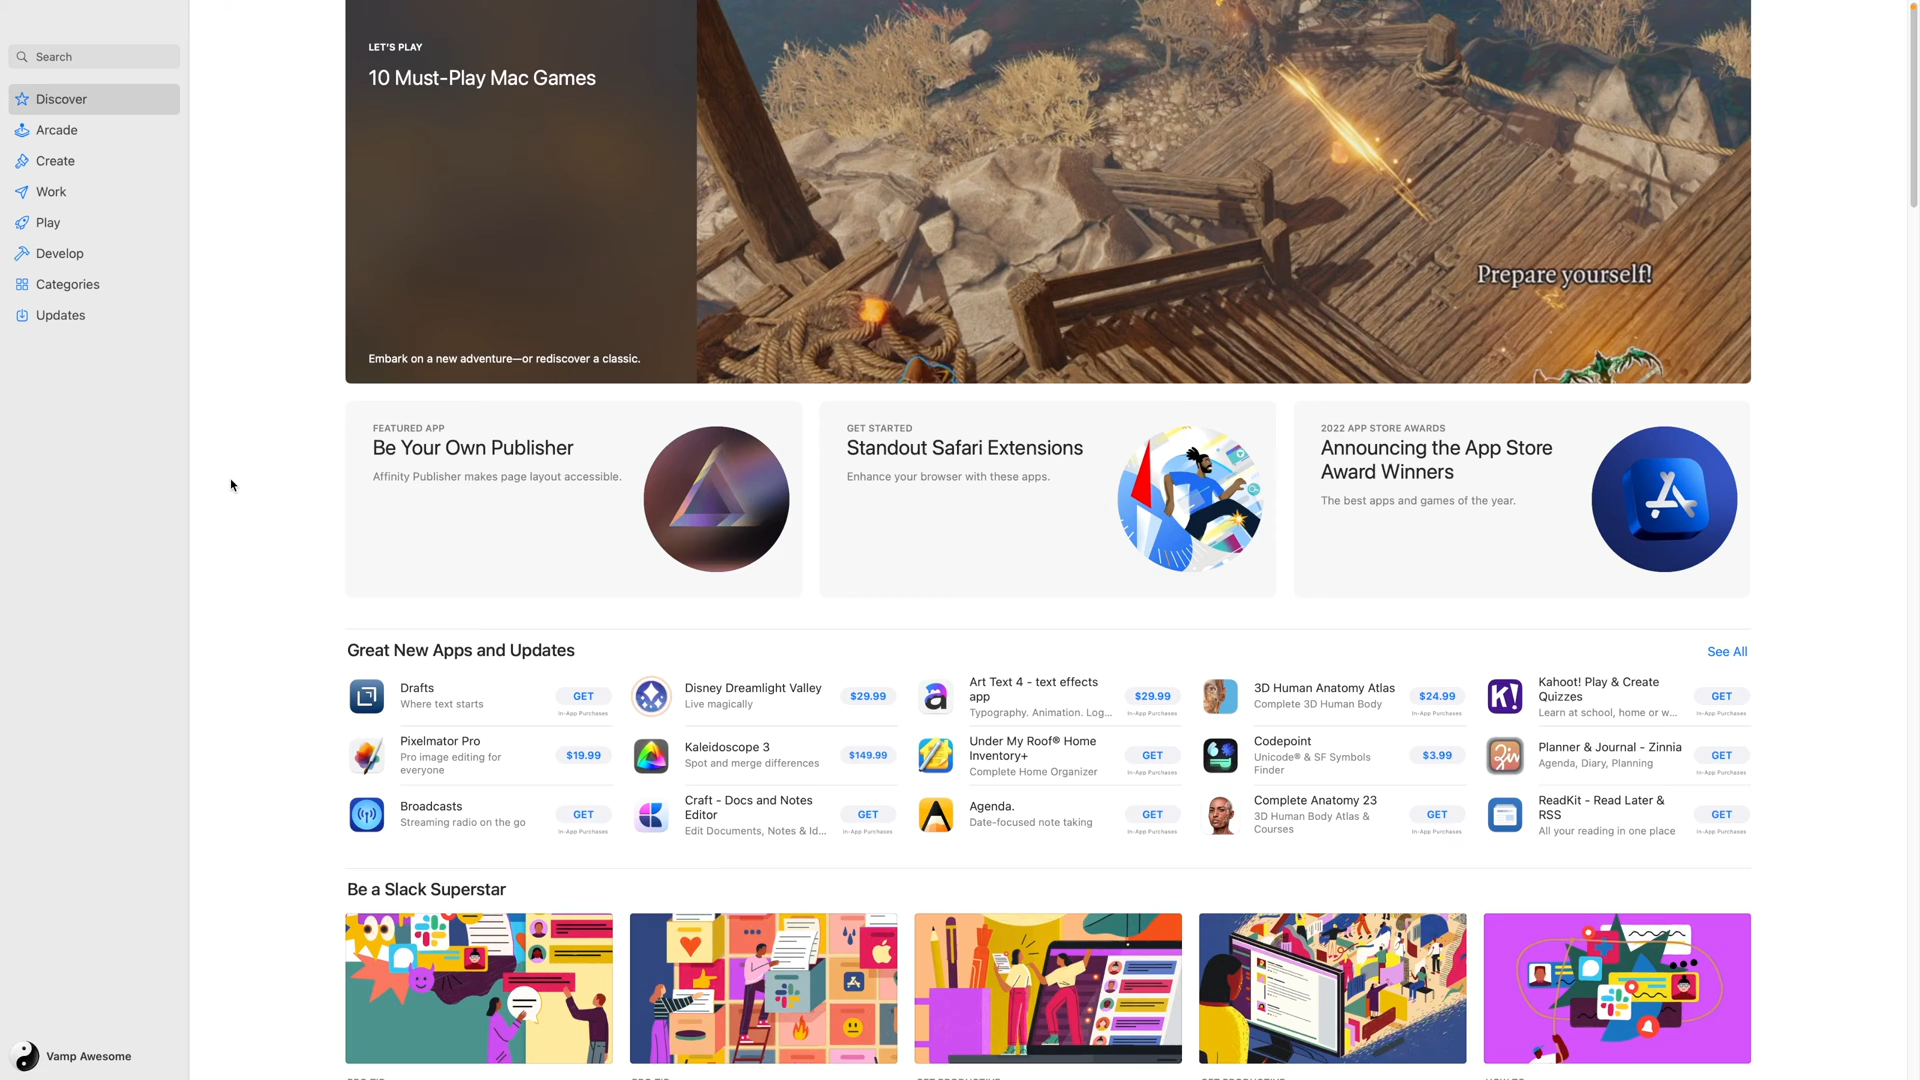 Search
Discover
Arcade
Create
Work
Play
Develop
Categories
Updates
Vamp Awesome
LET'S PLAY
10 Must-Play Mac Games
Embark on a new adventure—or rediscover a classic.
Prepare yourself!
FEATURED APP
Be Your Own Publisher
Affinity Publisher makes page layout accessible.
GET STARTED
Standout Safari Extensions
Enhance your browser with these apps.
2022 APP STORE AWARDS
Announcing the App Store
Award Winners
The best apps and games of the year.
Great New Apps and Updates
See All
Drafts
Where text starts
GET
In-App Purchases
Disney Dreamlight Valley
Live magically
$29.99
Art Text 4 - text effects
app
Typography. Animation. Log...
$29.99
In-App Purchases
3D Human Anatomy Atlas
Complete 3D Human Body
$24.99
In-App Purchases
K!
Kahoot! Play & Create
Quizzes
Learn at school, home or w...
GET
In-App Purchases
Pixelmator Pro
Pro image editing for
everyone
$19.99
Kaleidoscope 3
Spot and merge differences
$149.99
Under My Roof® Home
Inventory+
Complete Home Organizer
GET
In-App Purchases
Codepoint
Unicode® & SF Symbols
Finder
$3.99
Planner & Journal - Zinnia
Agenda, Diary, Planning
GET
In-App Purchases
Broadcasts
Streaming radio on the go
GET
In-App Purchases
Craft - Docs and Notes
Editor
Edit Documents, Notes & Id...
GET
In-App Purchases
Agenda.
Date-focused note taking
GET
In-App Purchases
Complete Anatomy 23
3D Human Body Atlas &
Courses
GET
In-App Purchases
ReadKit - Read Later &
RSS
All your reading in one place
GET
In-App Purchases
Be a Slack Superstar